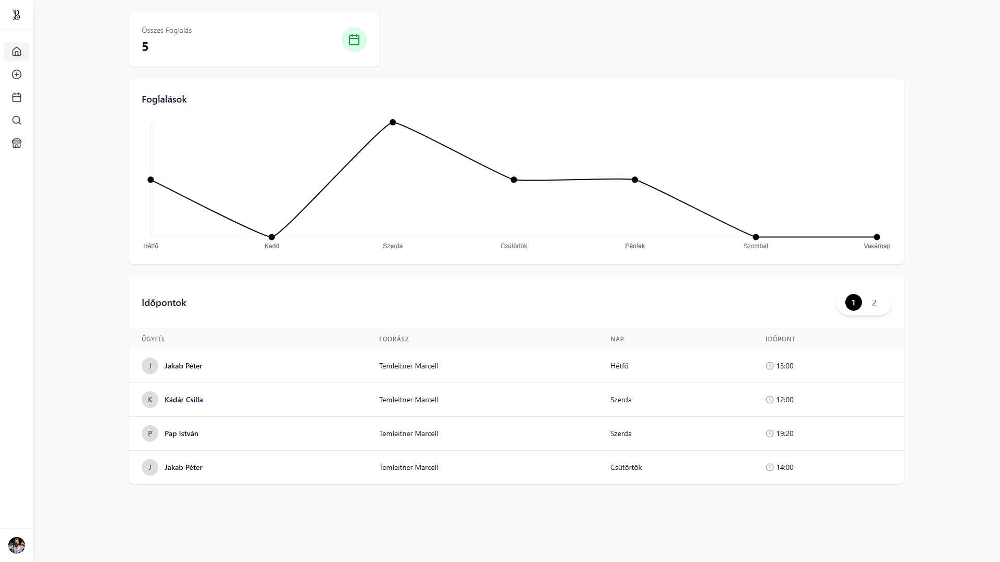 Összes Foglalás
5
Foglalások
Hétfő Kedd Szerda Csütörtök Péntek Szombat Vasárnap
Időpontok
1 2
ÜGYFÉL FODRÁSZ NAP IDŐPONT
J Jakab Péter Temleitner Marcell Hétfő 13:00
K Kádár Csilla Temleitner Marcell Szerda 12:00
P Pap István Temleitner Marcell Szerda 19:20
J Jakab Péter Temleitner Marcell Csütörtök 14:00